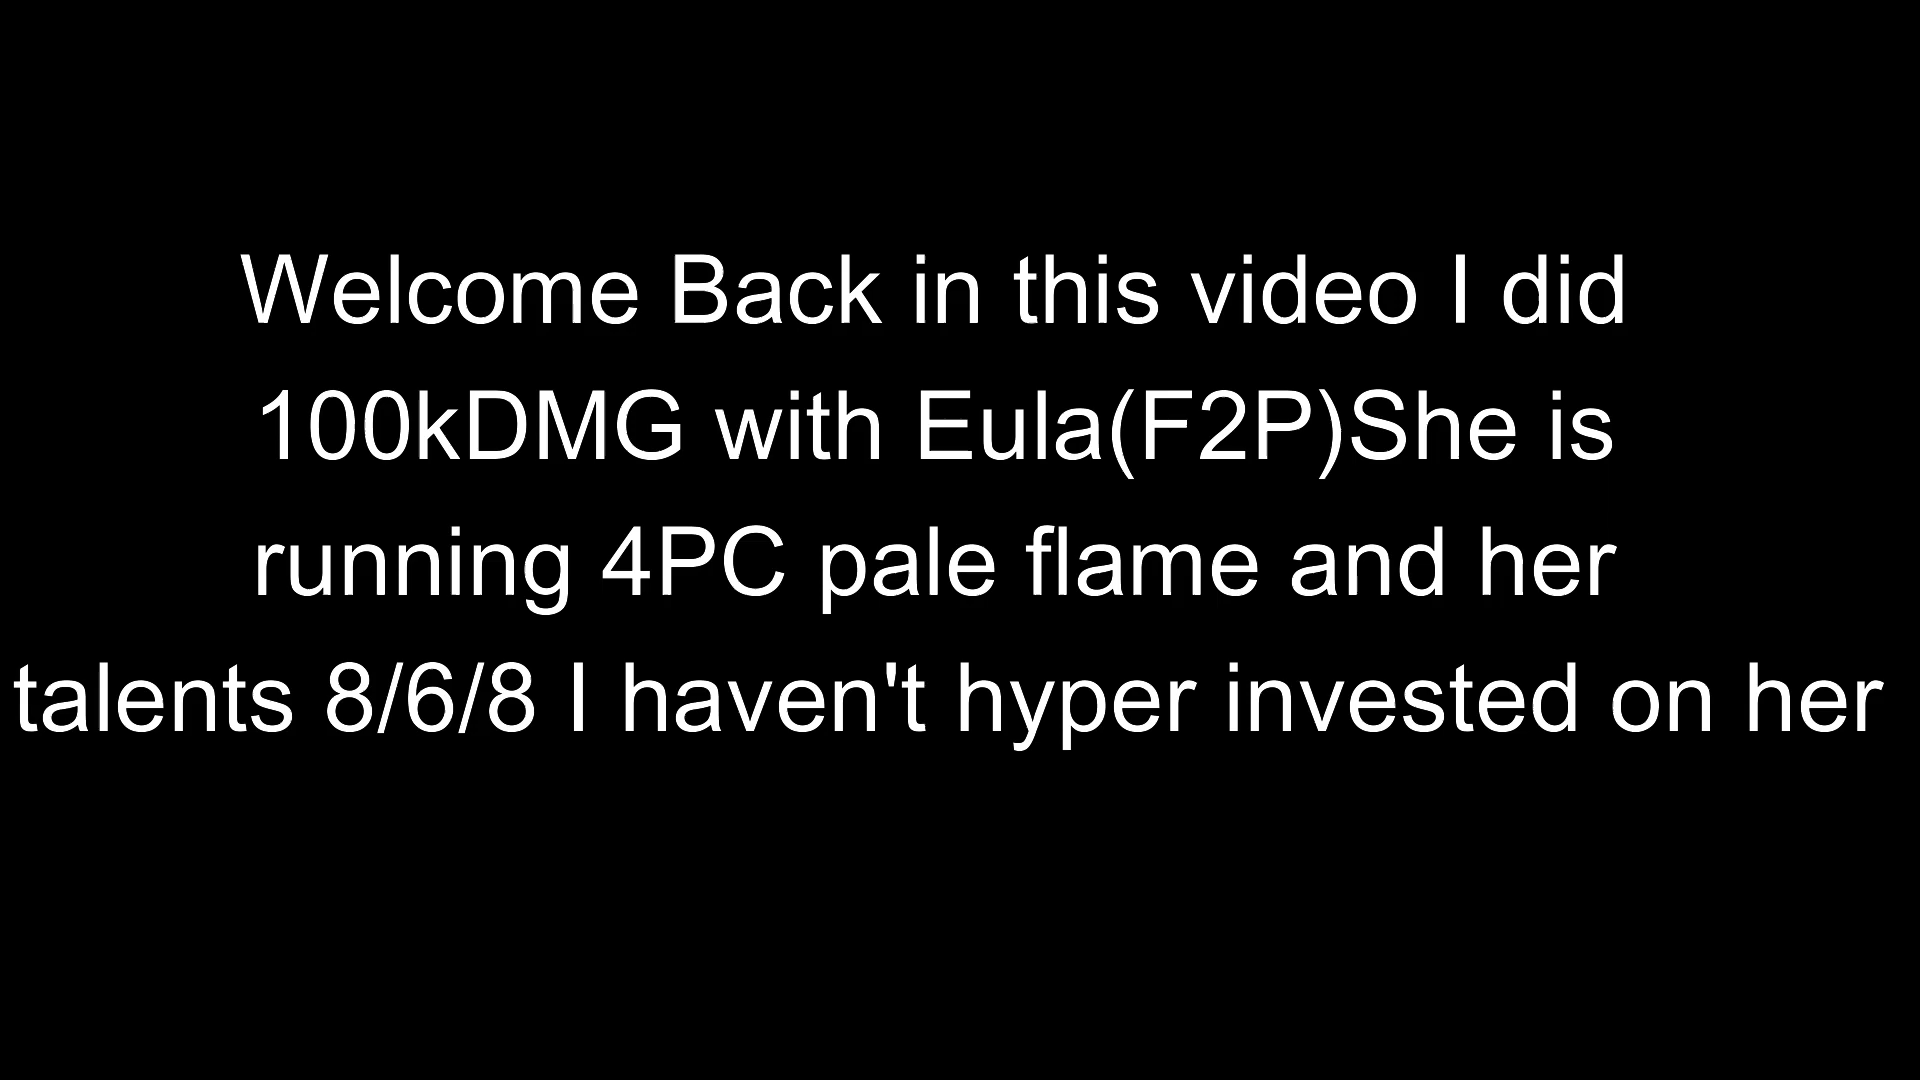 Welcome Back in this video I did
100kDMG with Eula(F2P)She is
running 4PC pale flame and her
talents 8/6/8 I haven't hyper invested on her